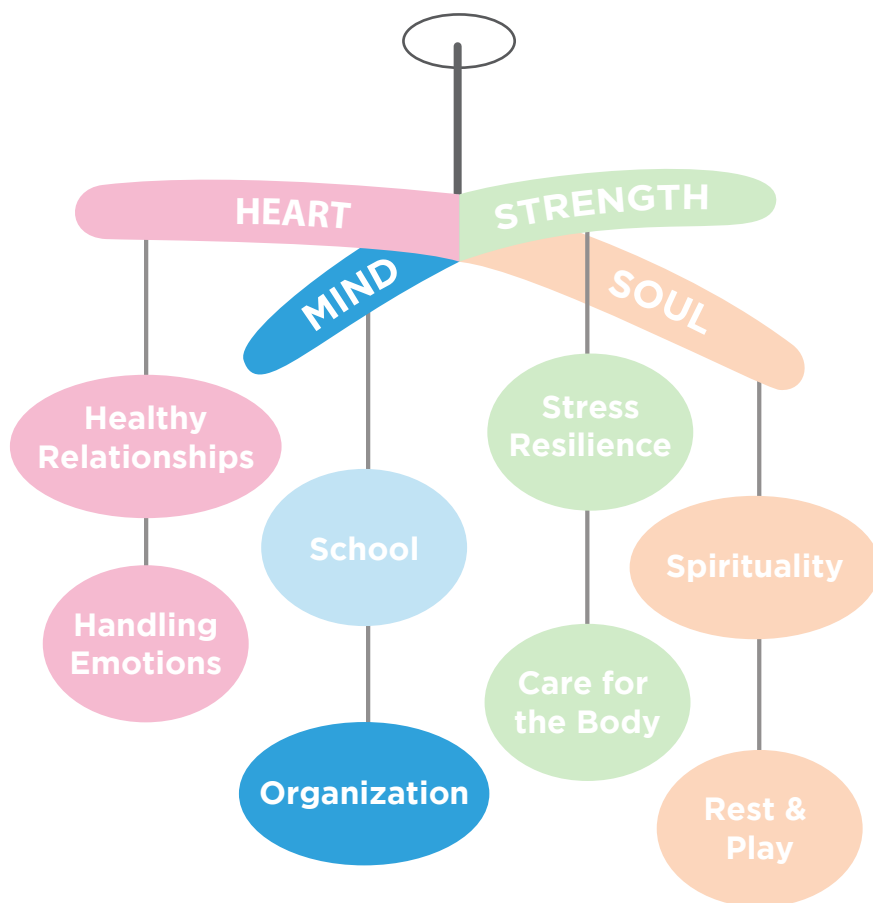 HEART
STRENGTH
MIND
SOUL
Healthy
Relationships
Handling
Emotions
School
Organization
Stress
Resilience
Care for
the Body
Spirituality
Rest &
Play